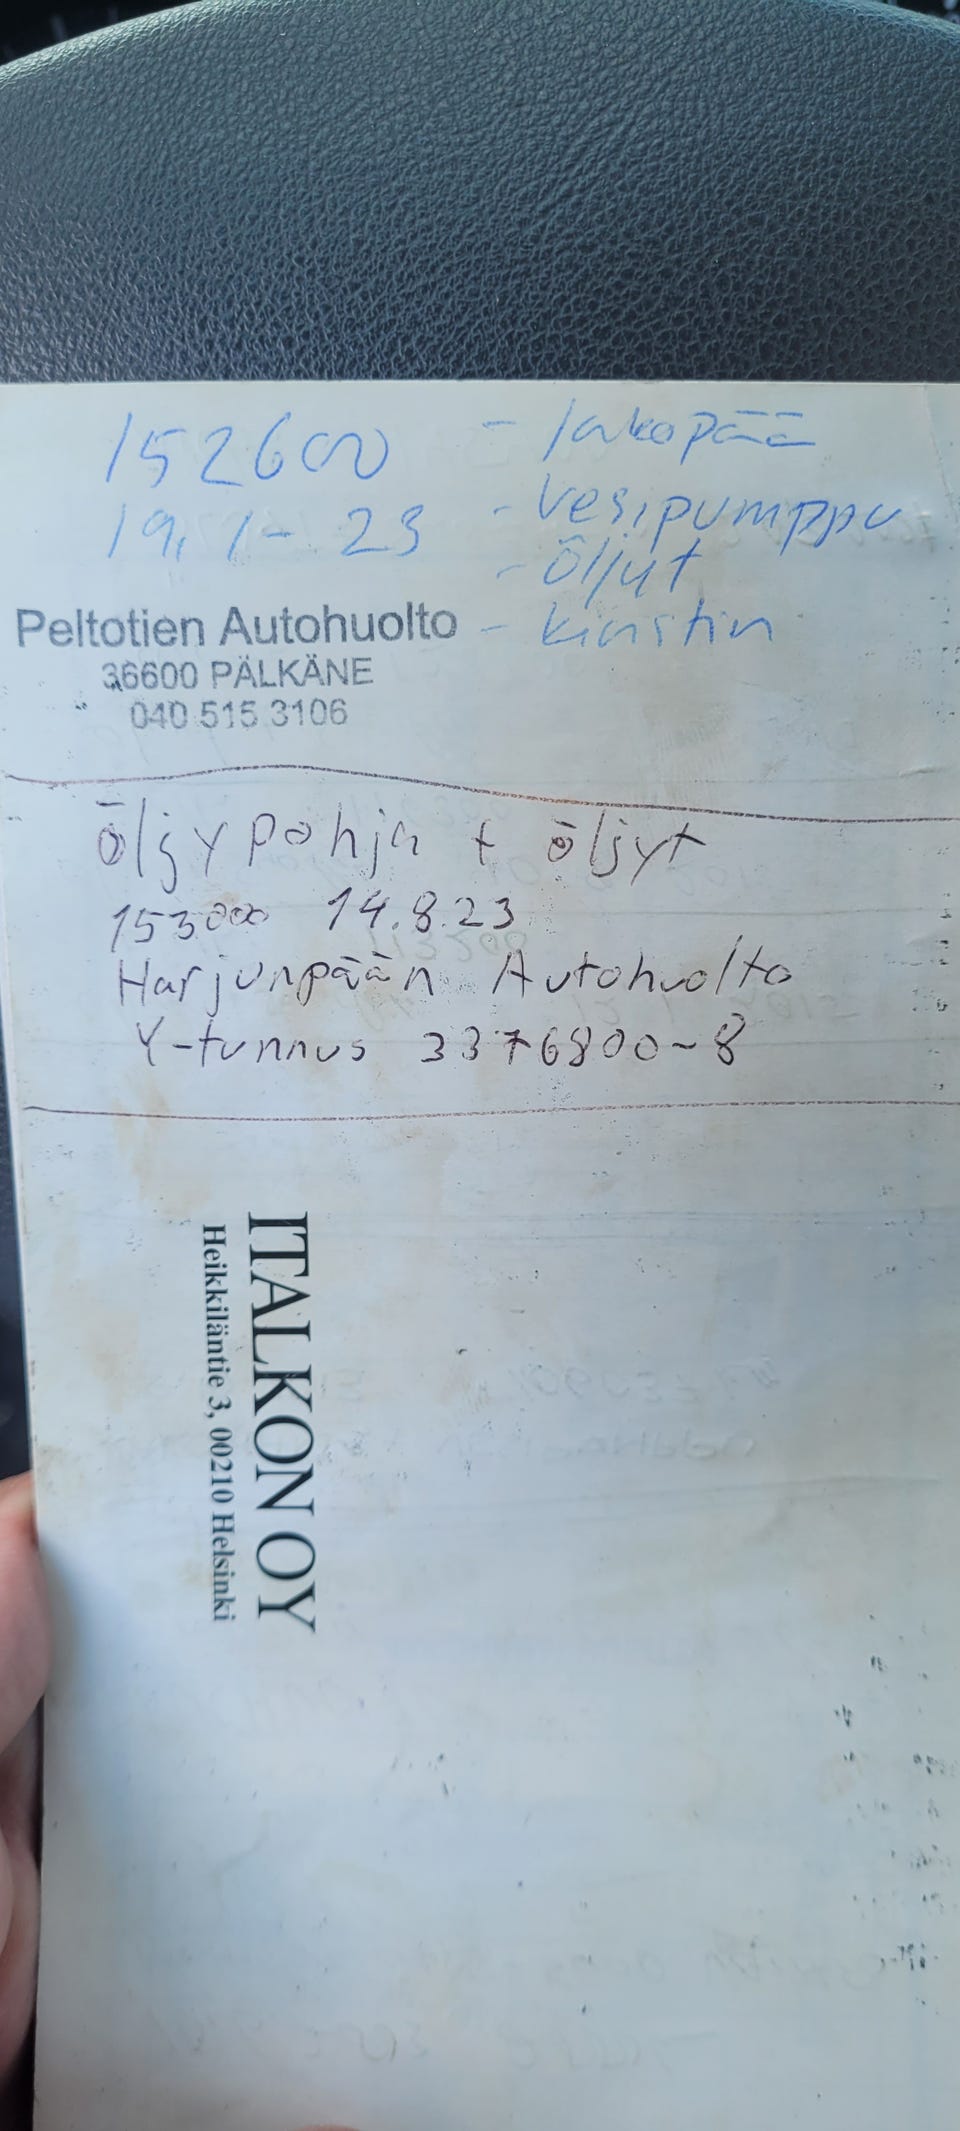 152600 - Jakopää
19.1-23 - Vesipumppu
- Öljyt
Peltotien Autohuolto - kiristin
36600 PÄLKÄNE
040 515 3106
Öljypohja + öljyt
153000 14.8.23
Harjunpään Autohuolto
Y-tunnus 3376800-8
ITALKON OY
Heikkiläntie 3, 00210 Helsinki